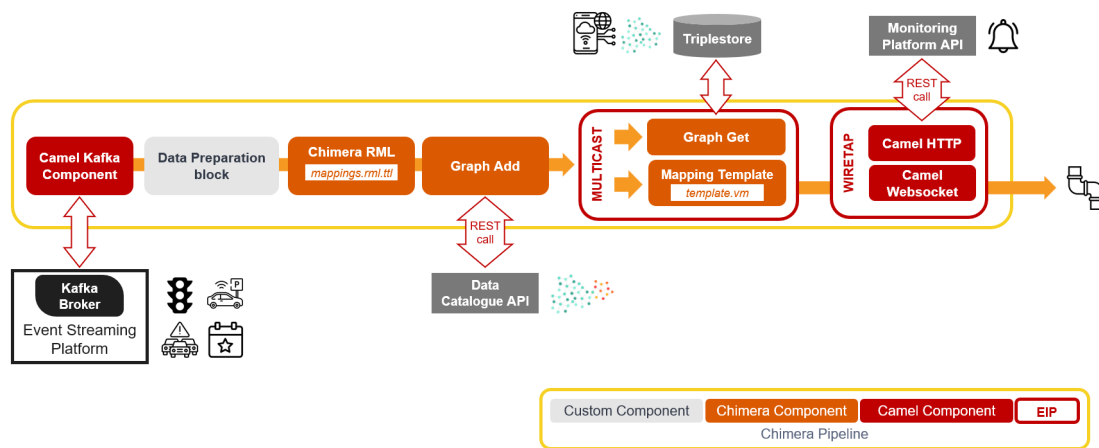 Triplestore
Monitoring
Platform API
REST
call
Camel Kafka
Component
Data Preparation
block
Chimera RML
mappings.rml.ttl
Graph Add
MULTICAST
Graph Get
Mapping Template
template.vm
WIRETAP
Camel HTTP
Camel
Websocket
REST
call
Kafka
Broker
Event Streaming
Platform
P
Data
Catalogue API
Custom Component
Chimera Component
Camel Component
EIP
Chimera Pipeline